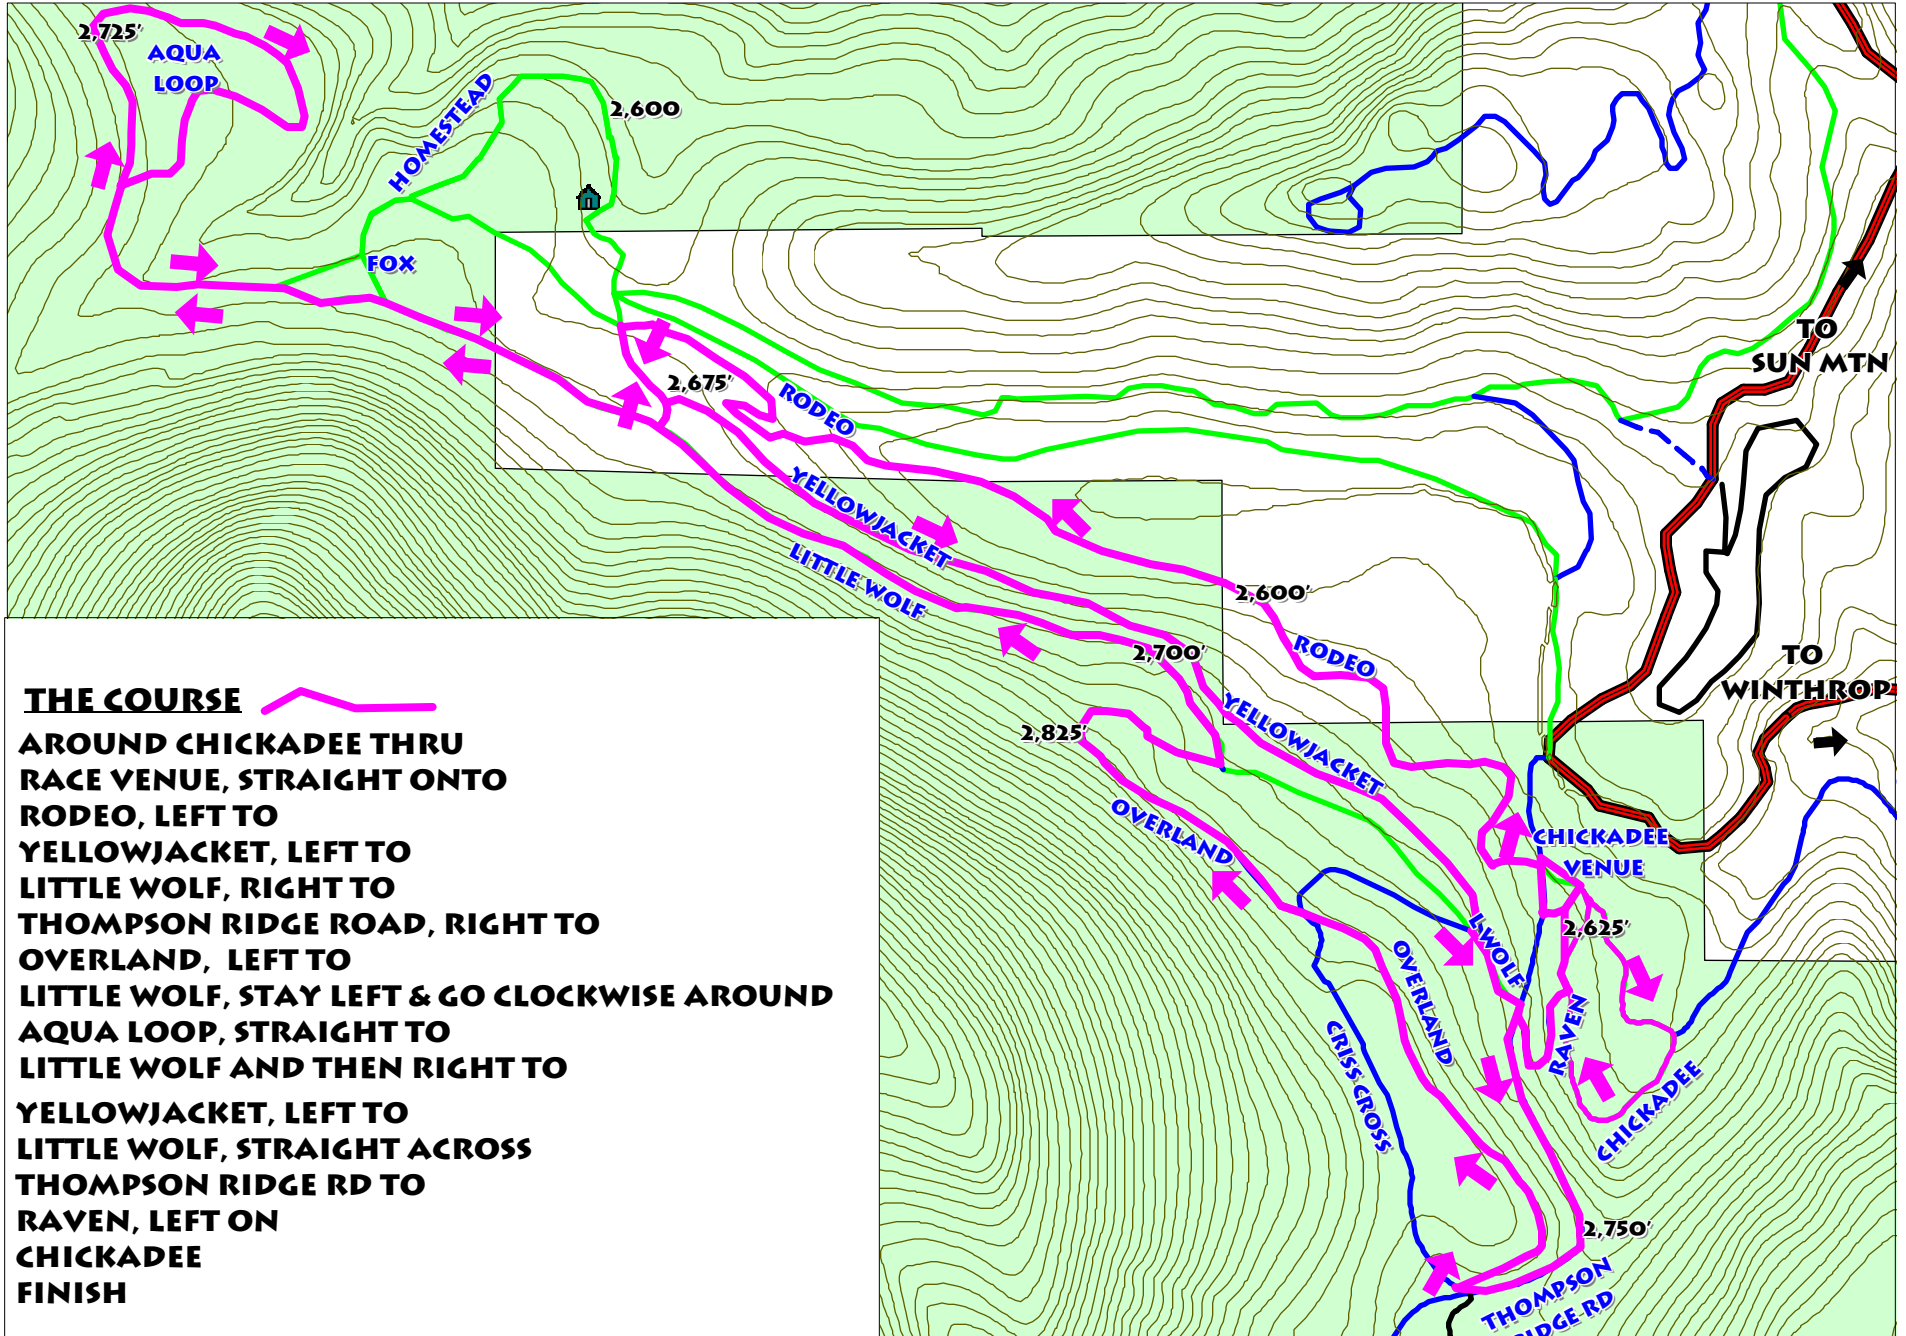 2,725'
AQUA
LOOP
HOMESTEAD
2,600
FOX
TO
SUN MTN
2,675'
RODEO
YELLOWJACKET
LITTLE WOLF
2,600'
RODEO
2,700'
TO
WINTHROP
YELLOWJACKET
2,825'
OVERLAND
CHICKADEE
VENUE
2,625'
L WOLF
OVERLAND
RAVEN
CRISS CROSS
CHICKADEE
2,750'
THOMPSON
RIDGE RD
THE COURSE
AROUND CHICKADEE THRU
RACE VENUE, STRAIGHT ONTO
RODEO, LEFT TO
YELLOWJACKET, LEFT TO
LITTLE WOLF, RIGHT TO
THOMPSON RIDGE ROAD, RIGHT TO
OVERLAND, LEFT TO
LITTLE WOLF, STAY LEFT & GO CLOCKWISE AROUND
AQUA LOOP, STRAIGHT TO
LITTLE WOLF AND THEN RIGHT TO
YELLOWJACKET, LEFT TO
LITTLE WOLF, STRAIGHT ACROSS
THOMPSON RIDGE RD TO
RAVEN, LEFT ON
CHICKADEE
FINISH